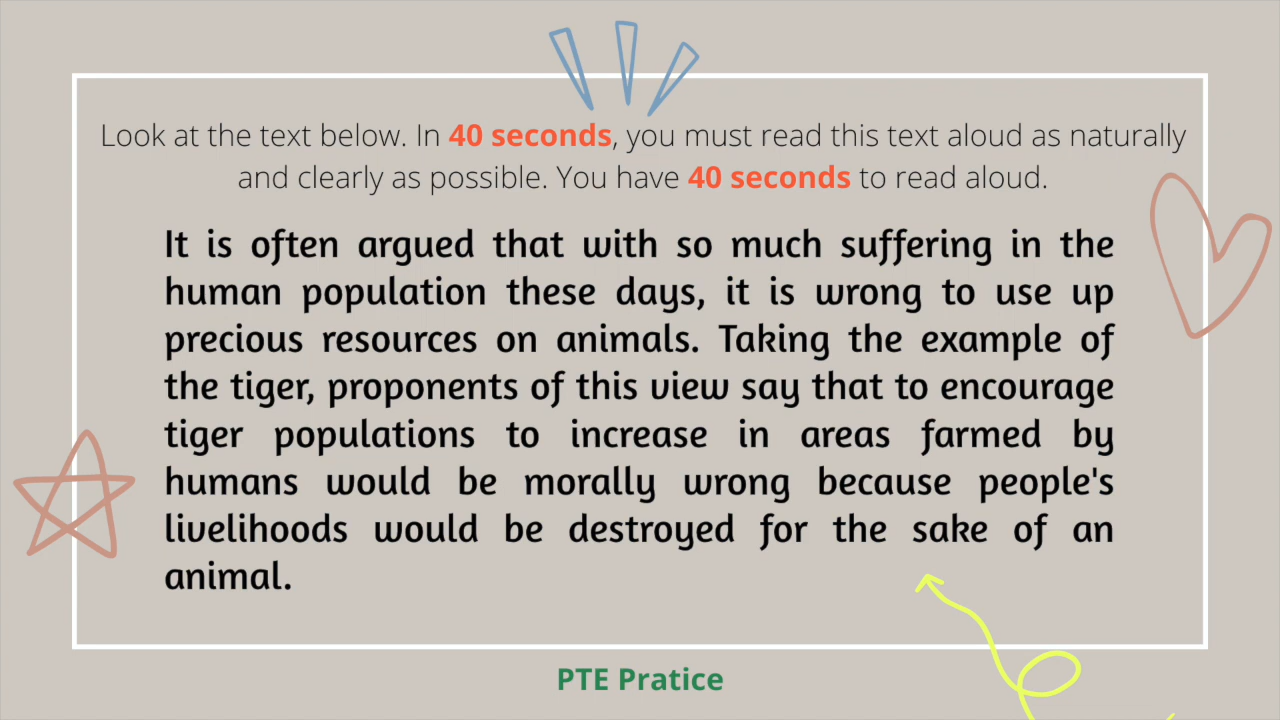 Look at the text below. In 40 seconds, you must read this text aloud as naturally
and clearly as possible. You have 40 seconds to read aloud.
It is often argued that with so much suffering in the
human population these days, it is wrong to use up
precious resources on animals. Taking the example of
the tiger, proponents of this view say that to encourage
tiger populations to increase in areas farmed by
humans would be morally wrong because people's
livelihoods would be destroyed for the sake of an
animal.
PTE Pratice